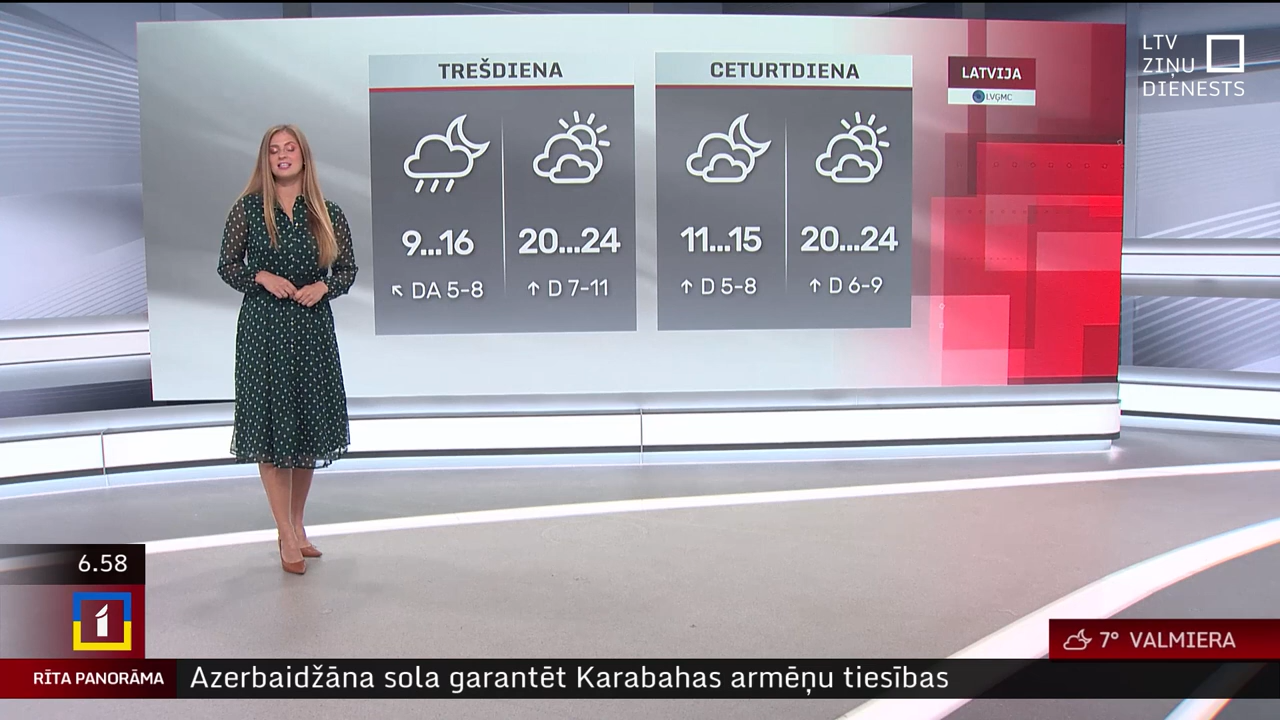 LTV
ZIŅU
DIENESTS
TREŠDIENA
CETURTDIENA
LATVIJA
LVĢMC
9...16
20...24
11...15
20...24
DA 5-8
D 7-11
D 5-8
D 6-9
6.58
1
7° VALMIERA
RĪTA PANORĀMA
Azerbaidžāna sola garantēt Karabahas armēņu tiesības